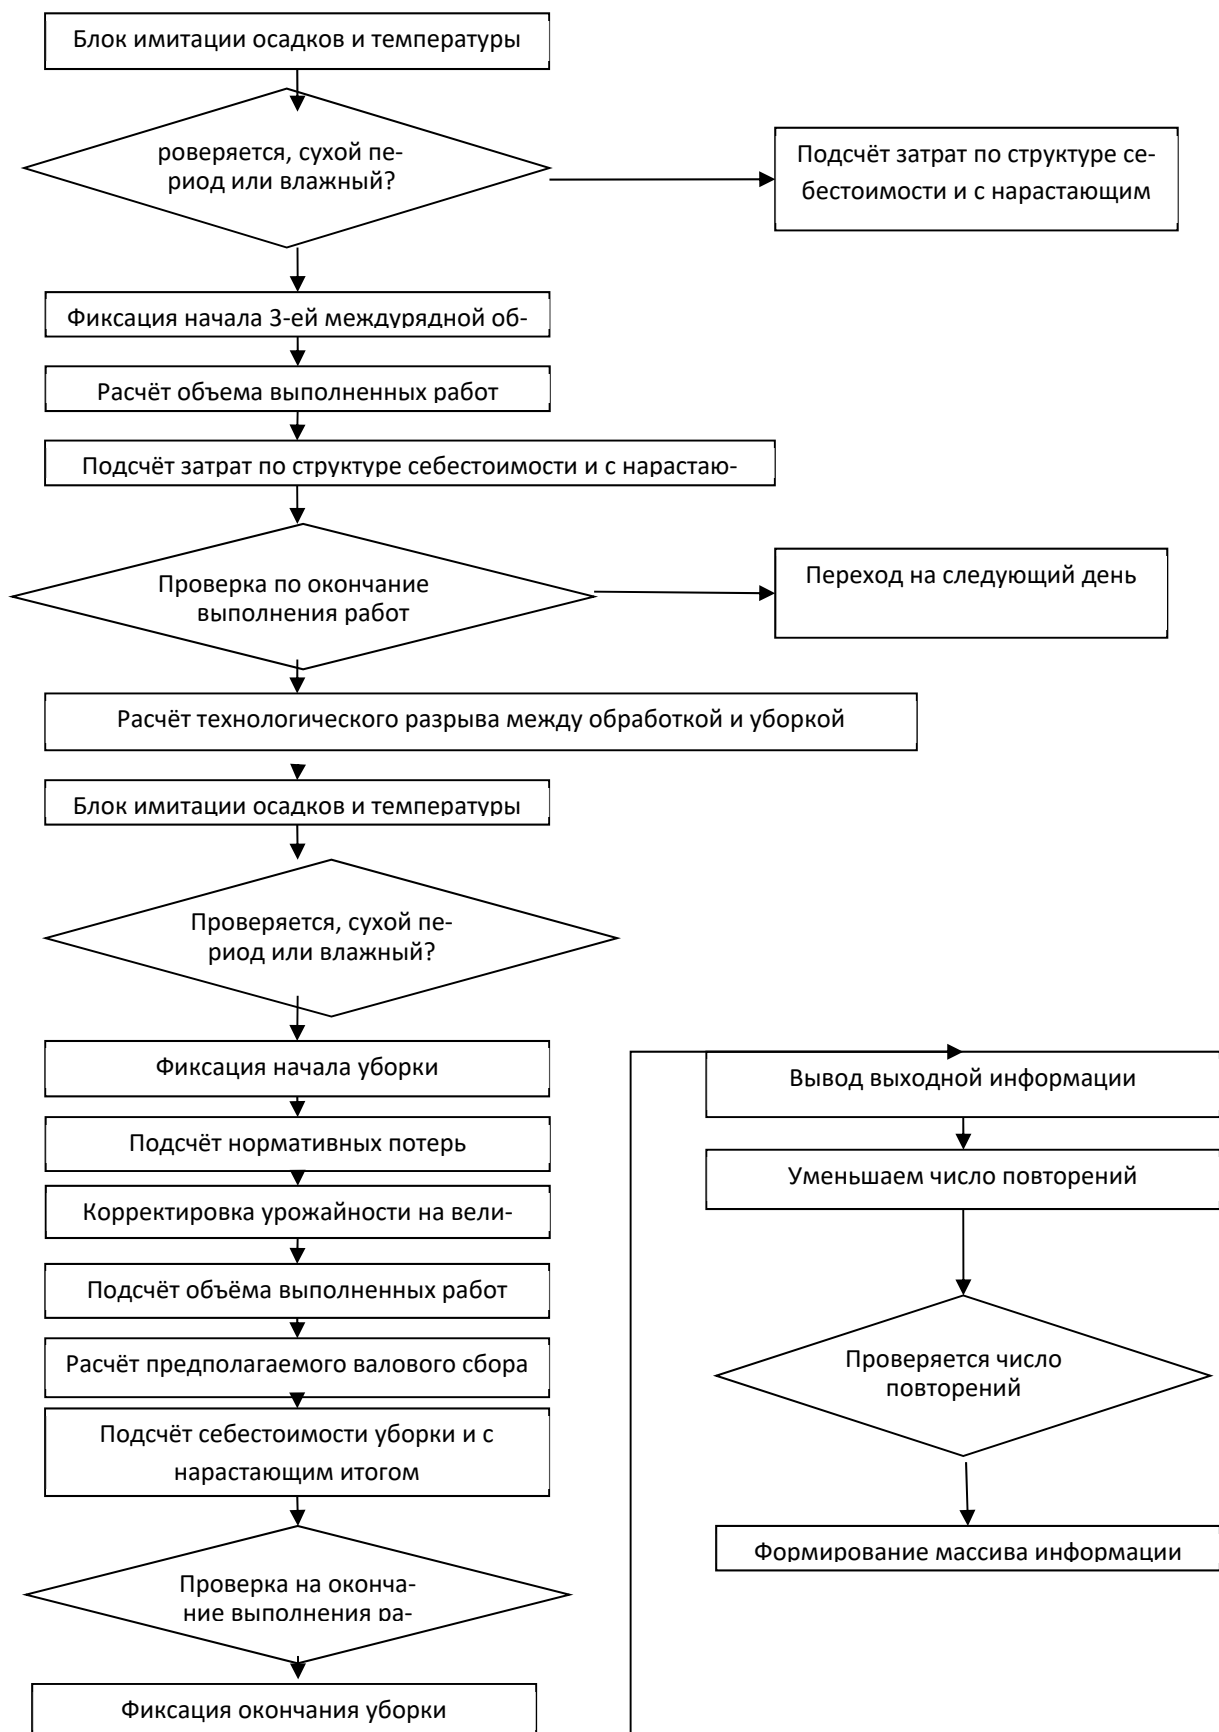 Блок имитации осадков и температуры
роверяется, сухой пе-
риод или влажный?
Подсчёт затрат по структуре се-
бестоимости и с нарастающим
Фиксация начала 3-ей междурядной об-
Расчёт объема выполненных работ
Подсчёт затрат по структуре себестоимости и с нарастаю-
Проверка по окончание
выполнения работ
Переход на следующий день
Расчёт технологического разрыва между обработкой и уборкой
Блок имитации осадков и температуры
Проверяется, сухой пе-
риод или влажный?
Фиксация начала уборки
Подсчёт нормативных потерь
Корректировка урожайности на вели-
Подсчёт объёма выполненных работ
Расчёт предполагаемого валового сбора
Подсчёт себестоимости уборки и с
нарастающим итогом
Проверка на оконча-
ние выполнения ра-
Фиксация окончания уборки
Вывод выходной информации
Уменьшаем число повторений
Проверяется число
повторений
Формирование массива информации